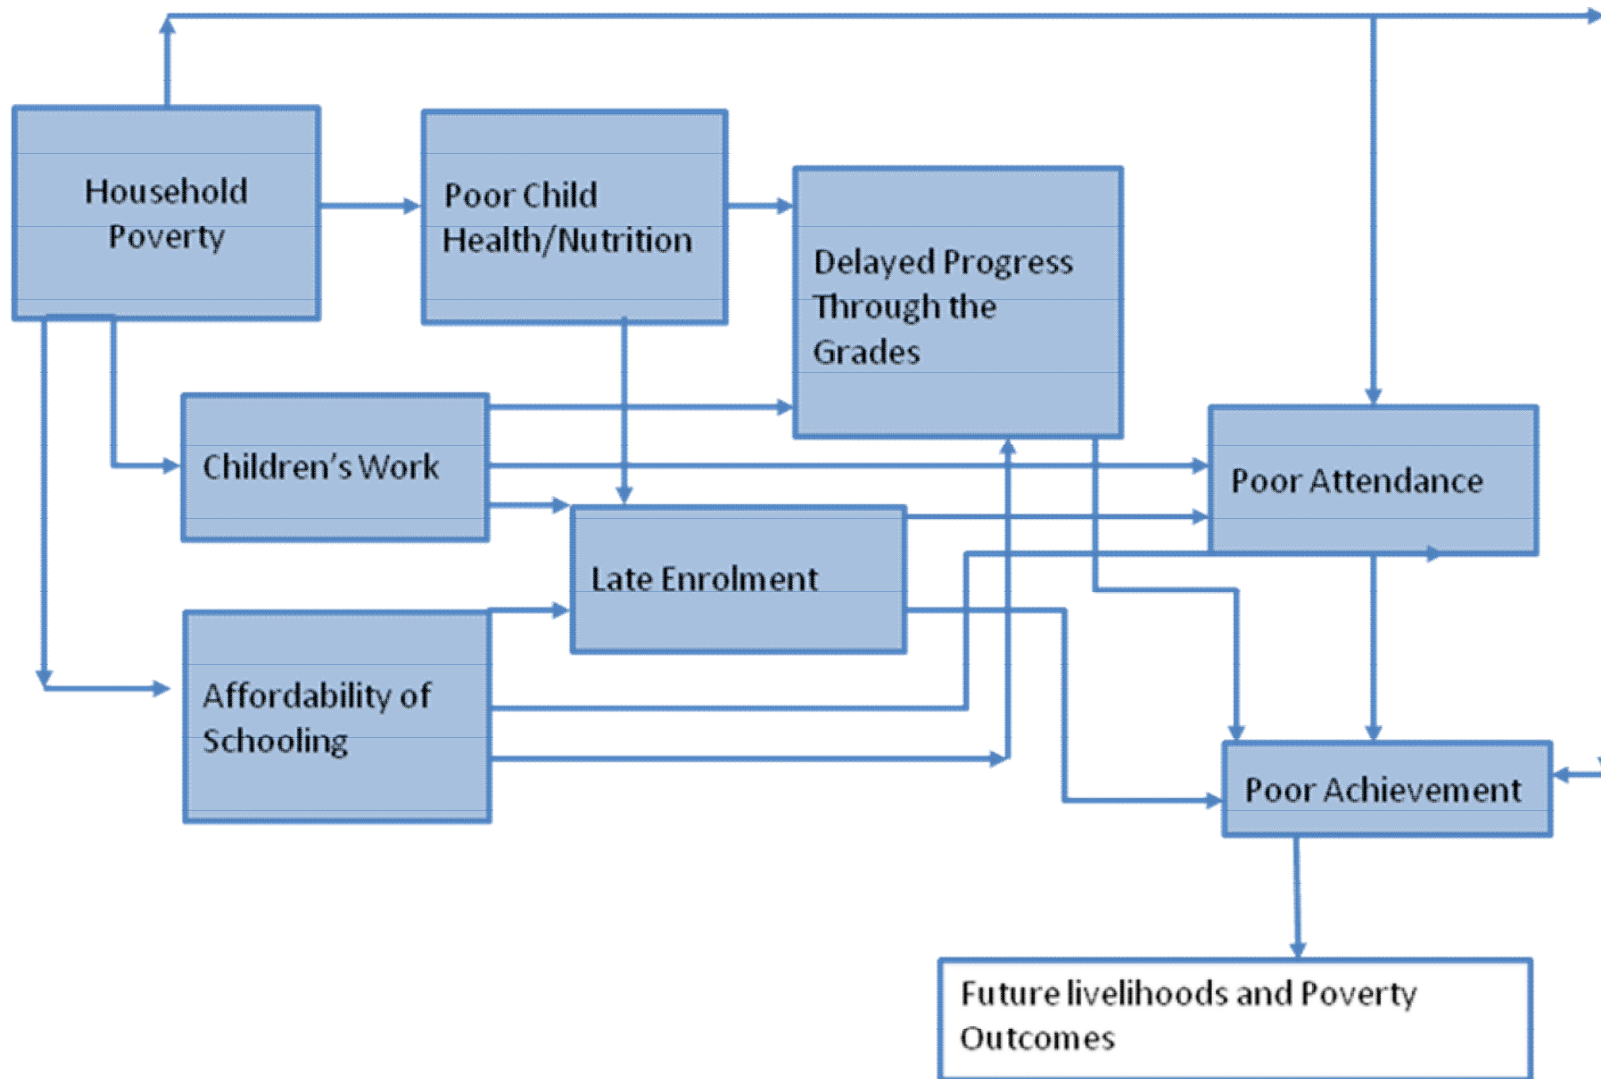 Household
Poverty
Poor Child
Health/Nutrition
Delayed Progress
Through the
Grades
Children's Work
Poor Attendance
Late Enrolment
Affordability of
Schooling
Poor Achievement
Future livelihoods and Poverty
Outcomes